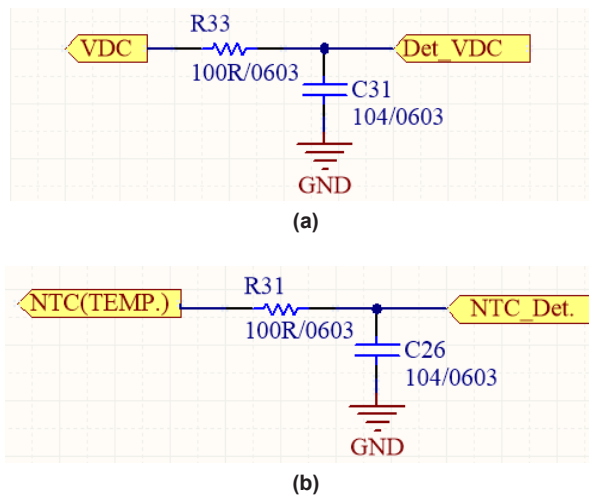 R33
VDC
Det_VDC
100R/0603
C31
104/0603
GND
(a)
R31
NTC(TEMP.)
NTC_Det.
100R/0603
C26
104/0603
GND
(b)